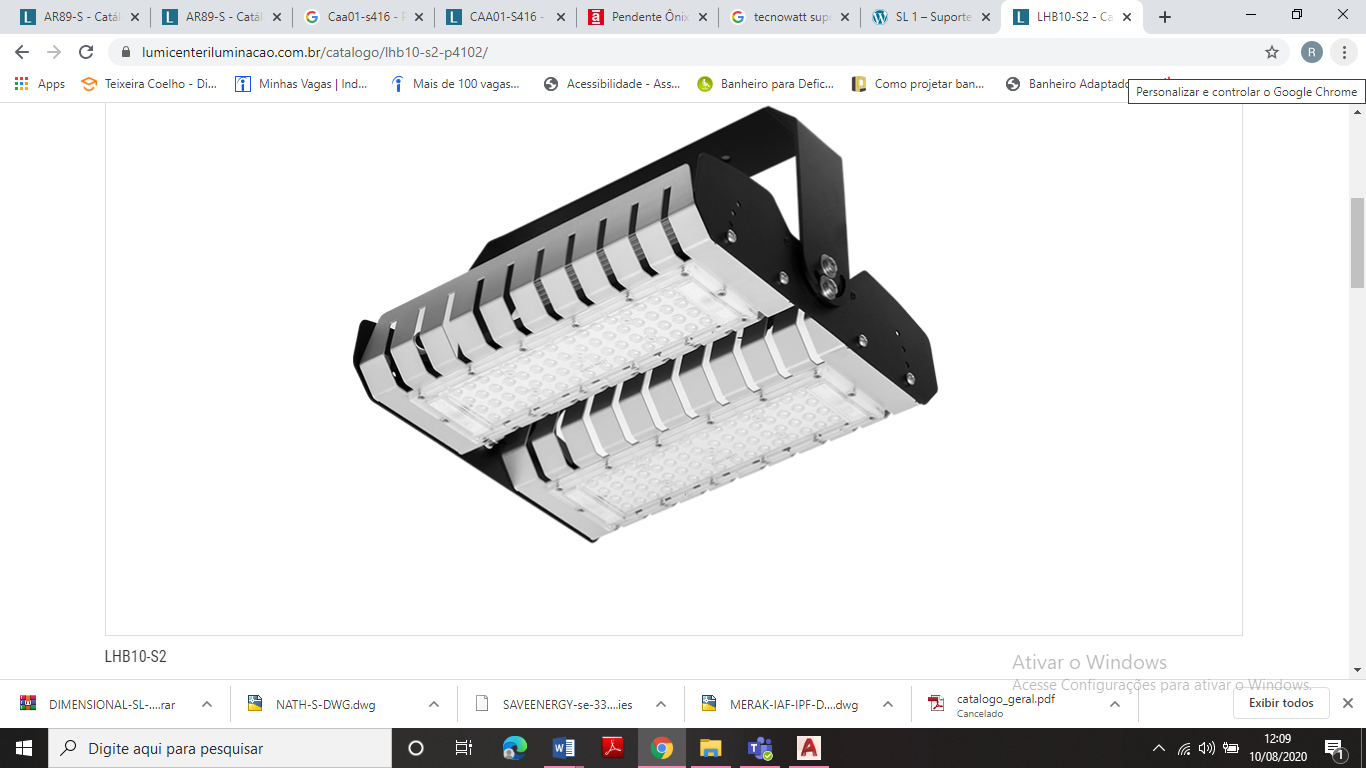 AR89-S - Catál
AR89-S - Catál
Caa01-s416 - P
CAA01-S416 -
Pendente Ônix
tecnowatt supo
SL 1 – Suporte
LHB10-S2 - Ca
lumicenteriluminacao.com.br/catalogo/lhb10-s2-p4102/
R
Apps
Teixeira Coelho - Di...
Minhas Vagas | Ind...
Mais de 100 vagas...
Acessibilidade - Ass...
Banheiro para Defic...
Como projetar ban...
Banheiro Adaptado
Personalizar e controlar o Google Chrome
LHB10-S2
Ativar o Windows
Acesse Configurações para ativar o Windows.
DIMENSIONAL-SL-....rar
NATH-S-DWG.dwg
SAVEENERGY-se-33....ies
MERAK-IAF-IPF-D....dwg
catalogo_geral.pdf
Cancelado
Exibir todos
Digite aqui para pesquisar
12:09
10/08/2020
1